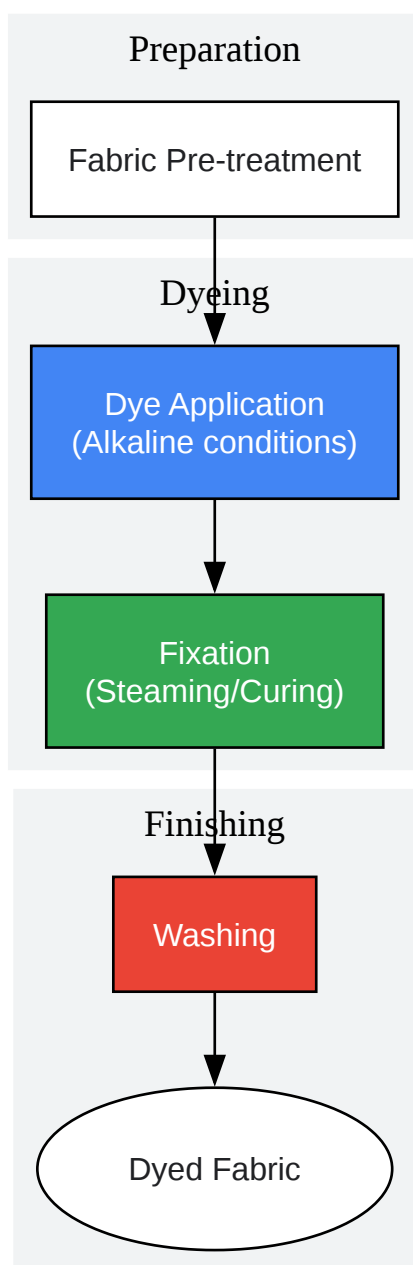 Preparation
Fabric Pre-treatment
Dyeing
Dye Application
(Alkaline conditions)
Fixation
(Steaming/Curing)
Finishing
Washing
Dyed Fabric